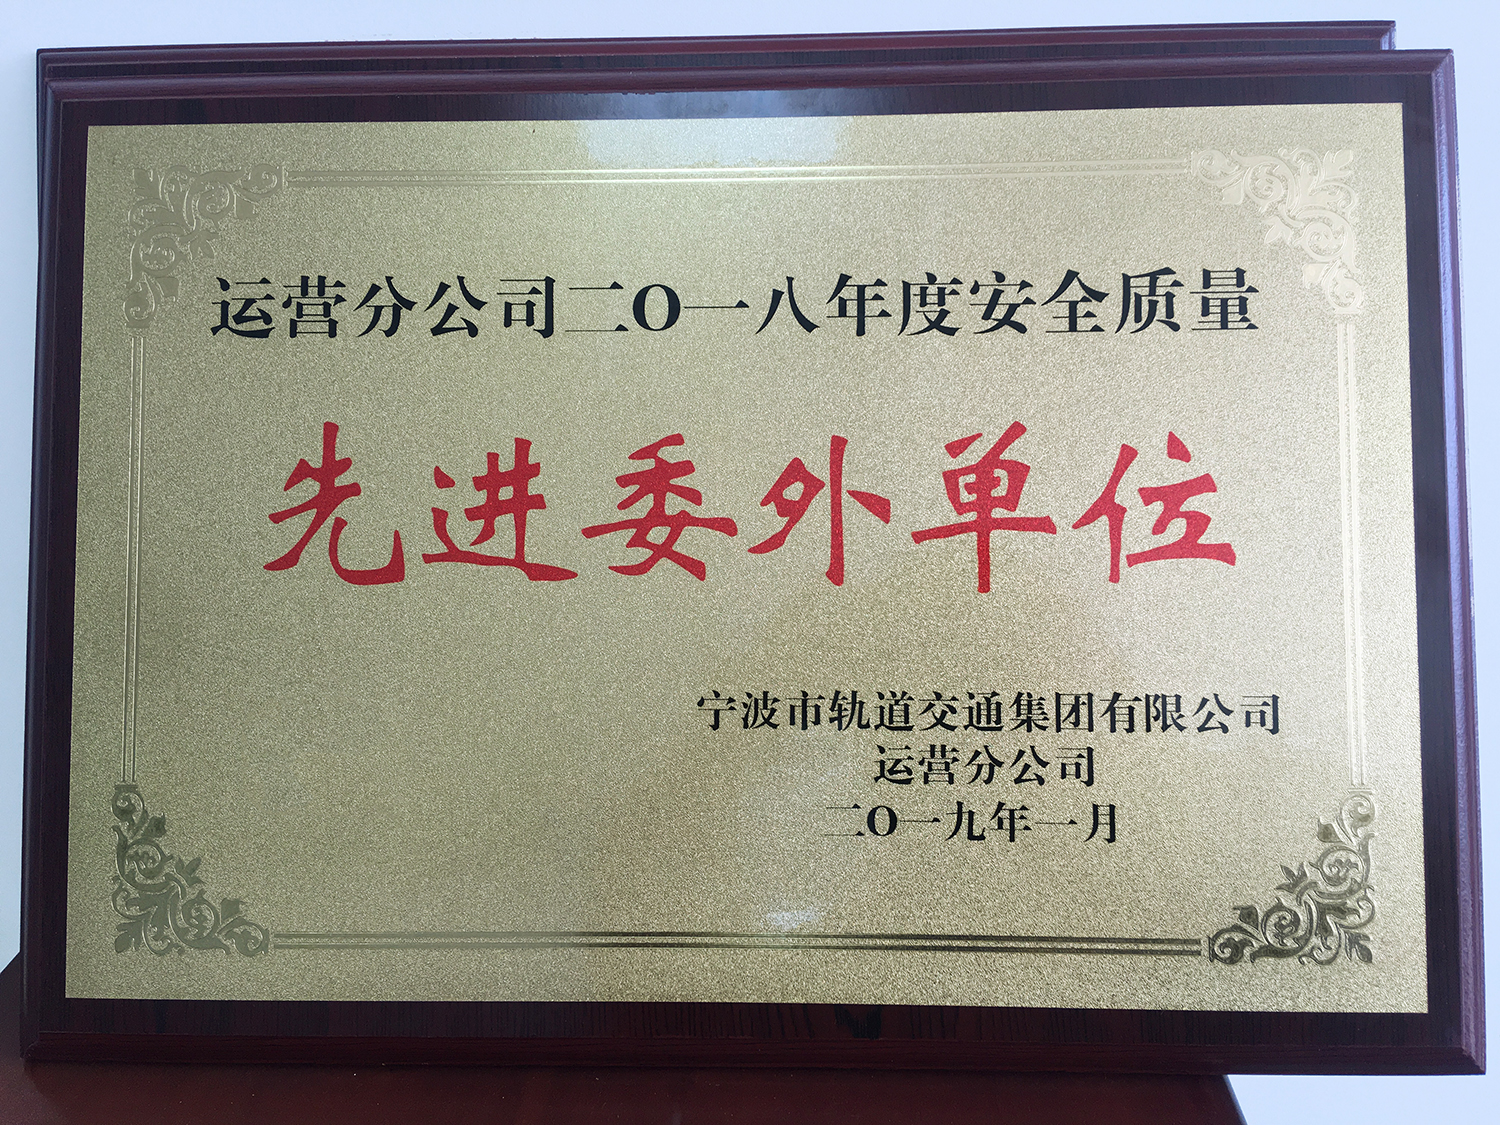 运营分公司二O一八年度安全质量
先进委外单位
宁波市轨道交通集团有限公司
运营分公司
二O一九年一月